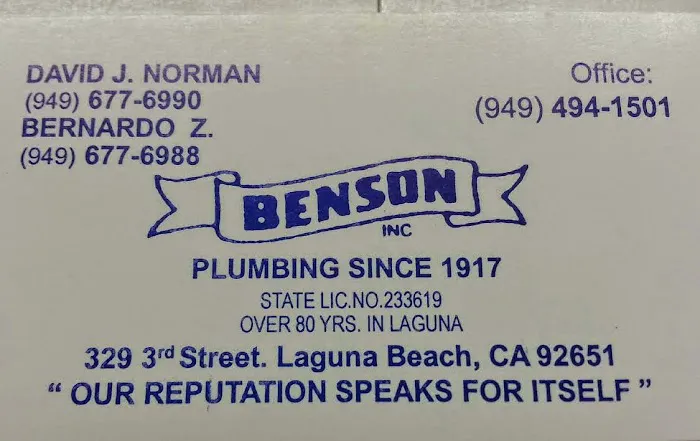 DAVID J. NORMAN
(949) 677-6990
BERNARDO Z.
(949) 677-6988
Office:
(949) 494-1501
BENSON
INC
PLUMBING SINCE 1917
STATE LIC.NO.233619
OVER 80 YRS. IN LAGUNA
329 3rd Street. Laguna Beach, CA 92651
“ OUR REPUTATION SPEAKS FOR ITSELF ”